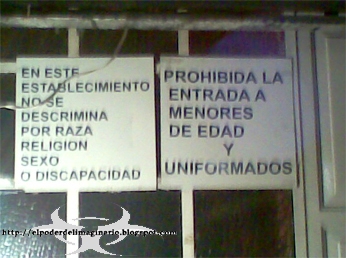 EN ESTE
ESTABLECIMIENTO
NO SE
DESCRIMINA
POR RAZA
RELIGION
SEXO
O DISCAPACIDAD
PROHIBIDA LA
ENTRADA A
MENORES
DE EDAD
Y
UNIFORMADOS
http://elpoderdelimaginario.blogspot.com